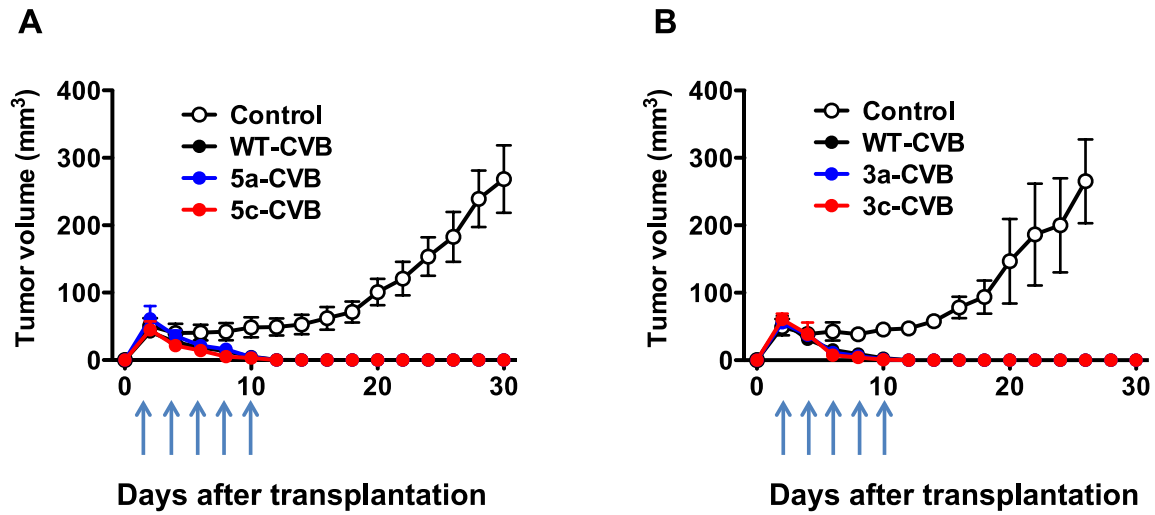 A
Tumor volume (mm³)
400
300
200
100
0
Control
WT-CVB
5a-CVB
5c-CVB
0
10
20
30
Days after transplantation
B
Tumor volume (mm³)
400
300
200
100
0
Control
WT-CVB
3a-CVB
3c-CVB
0
10
20
30
Days after transplantation